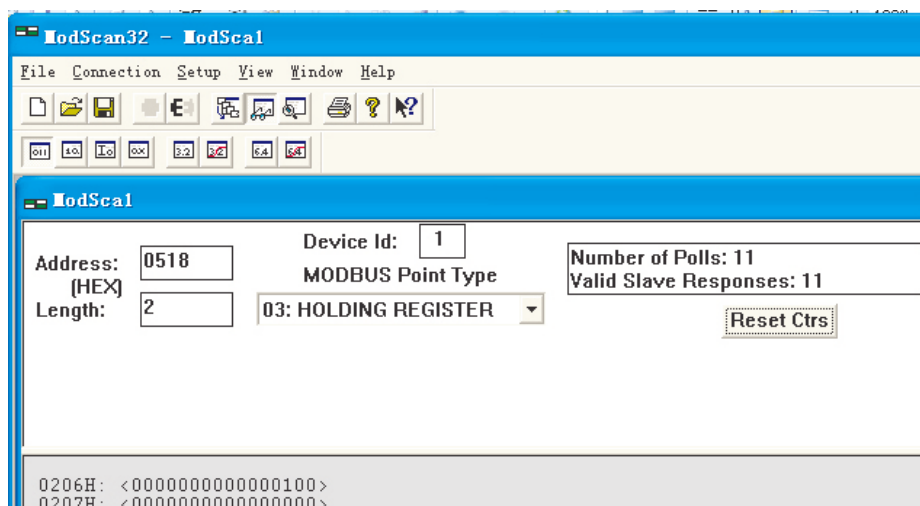 ModScan32 - ModSca1
File Connection Setup View Window Help
ModSca1
Device Id: 1
Address: 0518
(HEX)
MODBUS Point Type
Length: 2
03: HOLDING REGISTER
Number of Polls: 11
Valid Slave Responses: 11
Reset Ctrs
0206H: <0000000000000100>
0207H: <0000000000000000>